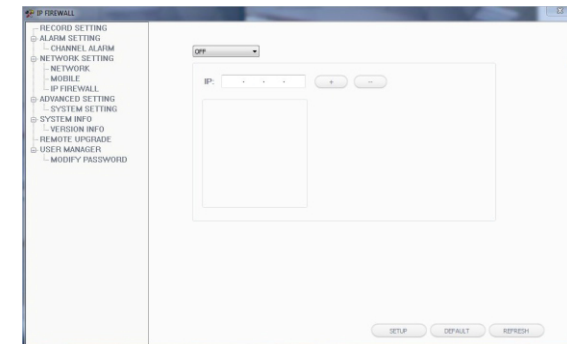 IP FIREWALL
RECORD SETTING
ALARM SETTING
CHANNEL ALARM
NETWORK SETTING
NETWORK
MOBILE
IP FIREWALL
ADVANCED SETTING
SYSTEM SETTING
SYSTEM INFO
VERSION INFO
REMOTE UPGRADE
USER MANAGER
MODIFY PASSWORD
OFF
IP: . . . + -
SETUP DEFAULT REFRESH